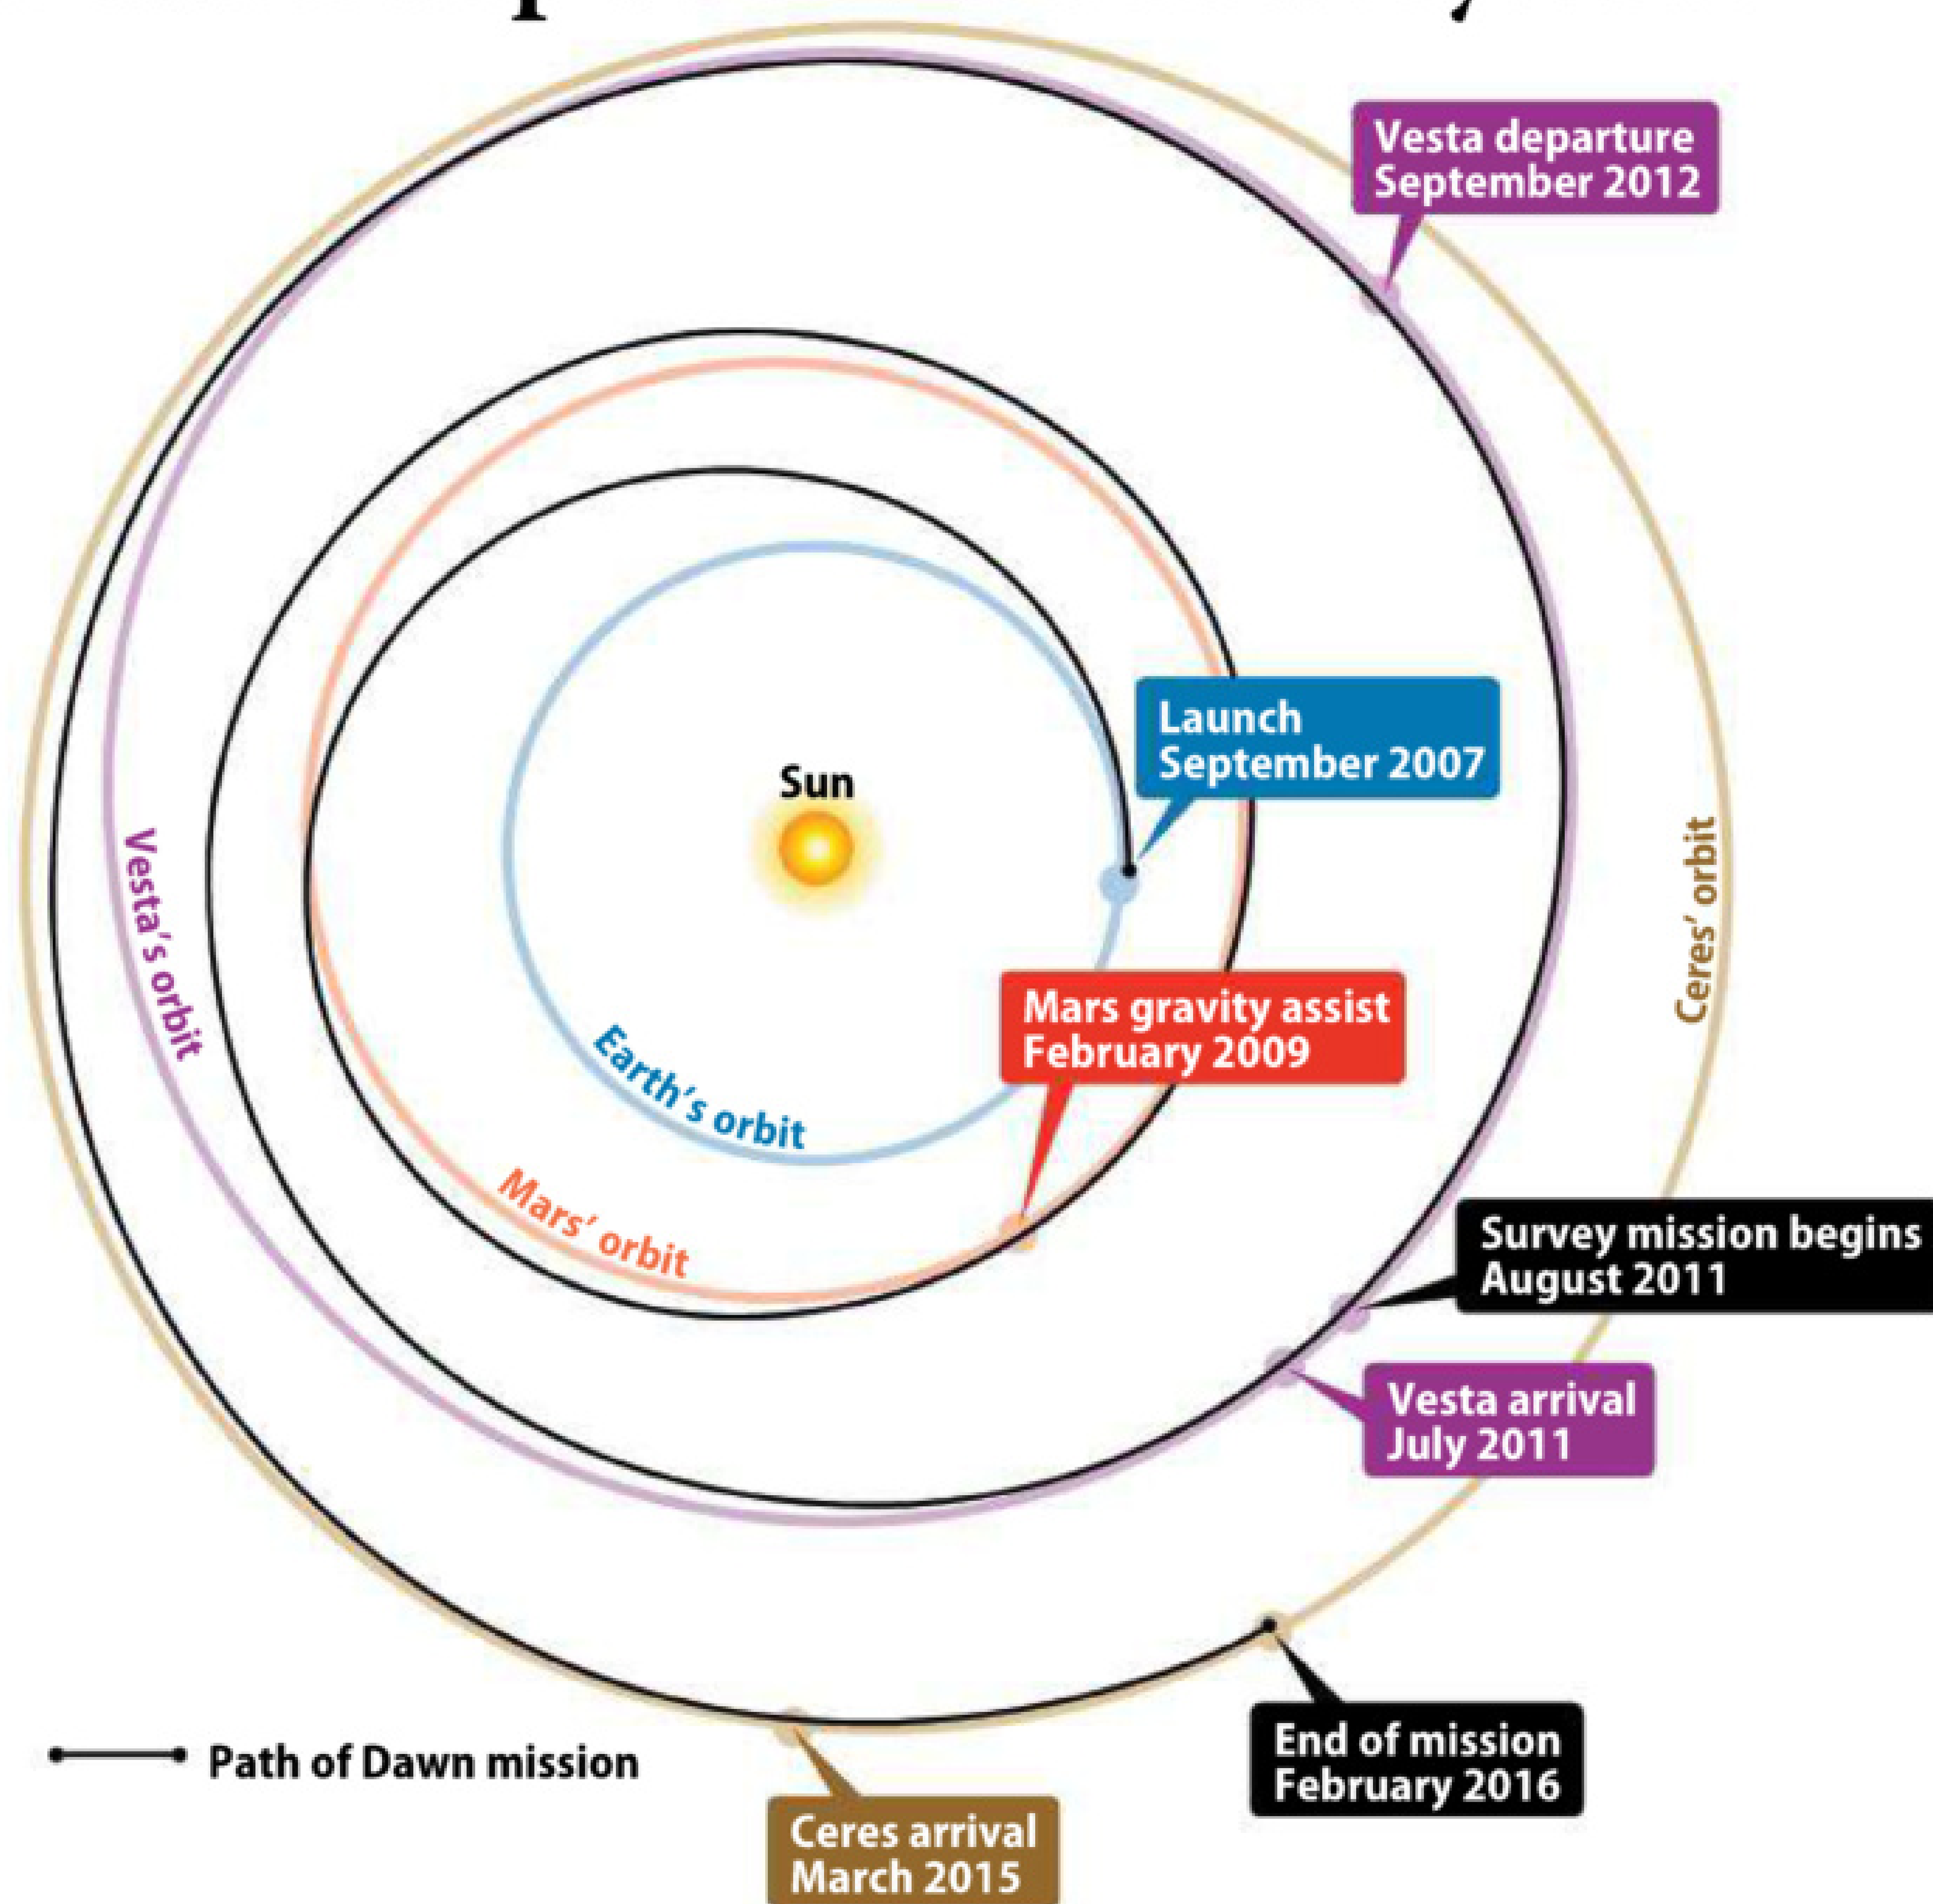 Vesta departure
September 2012
Launch
September 2007
Sun
Vesta's orbit
Ceres' orbit
Mars gravity assist
February 2009
Earth's orbit
Mars' orbit
Survey mission begins
August 2011
Vesta arrival
July 2011
End of mission
February 2016
Path of Dawn mission
Ceres arrival
March 2015